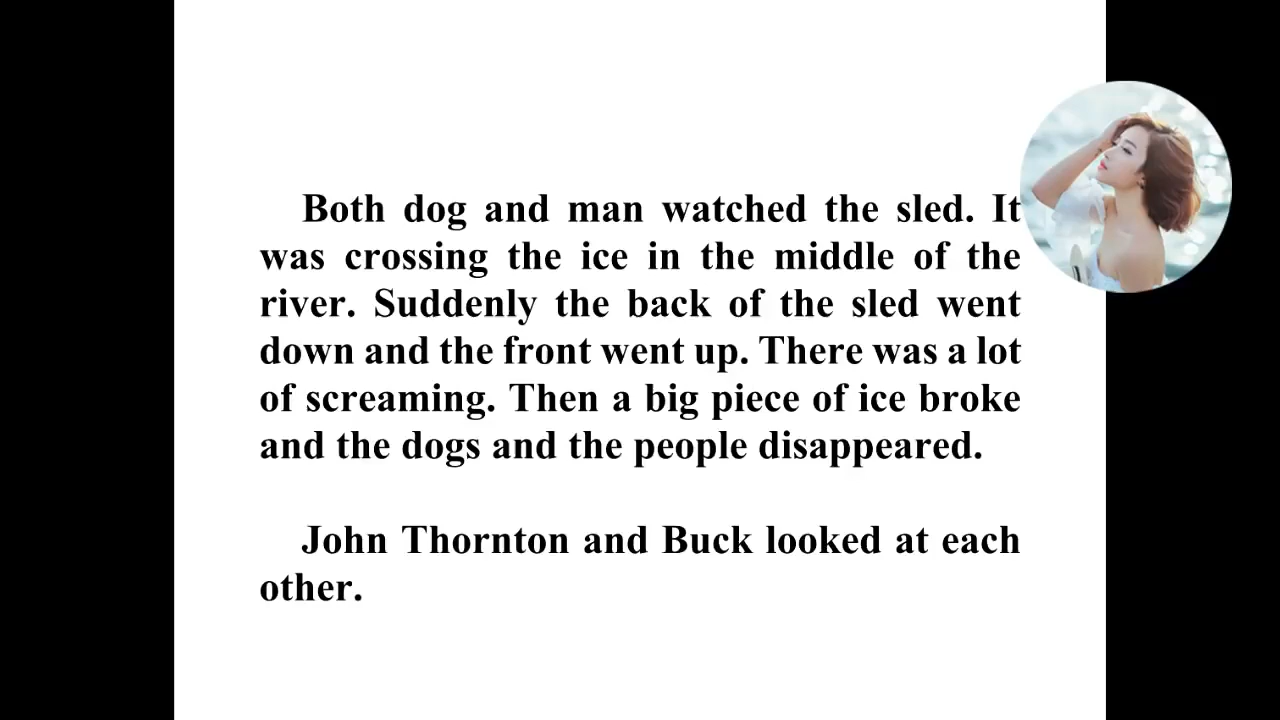 Both dog and man watched the sled. It
was crossing the ice in the middle of the
river. Suddenly the back of the sled went
down and the front went up. There was a lot
of screaming. Then a big piece of ice broke
and the dogs and the people disappeared.
John Thornton and Buck looked at each
other.